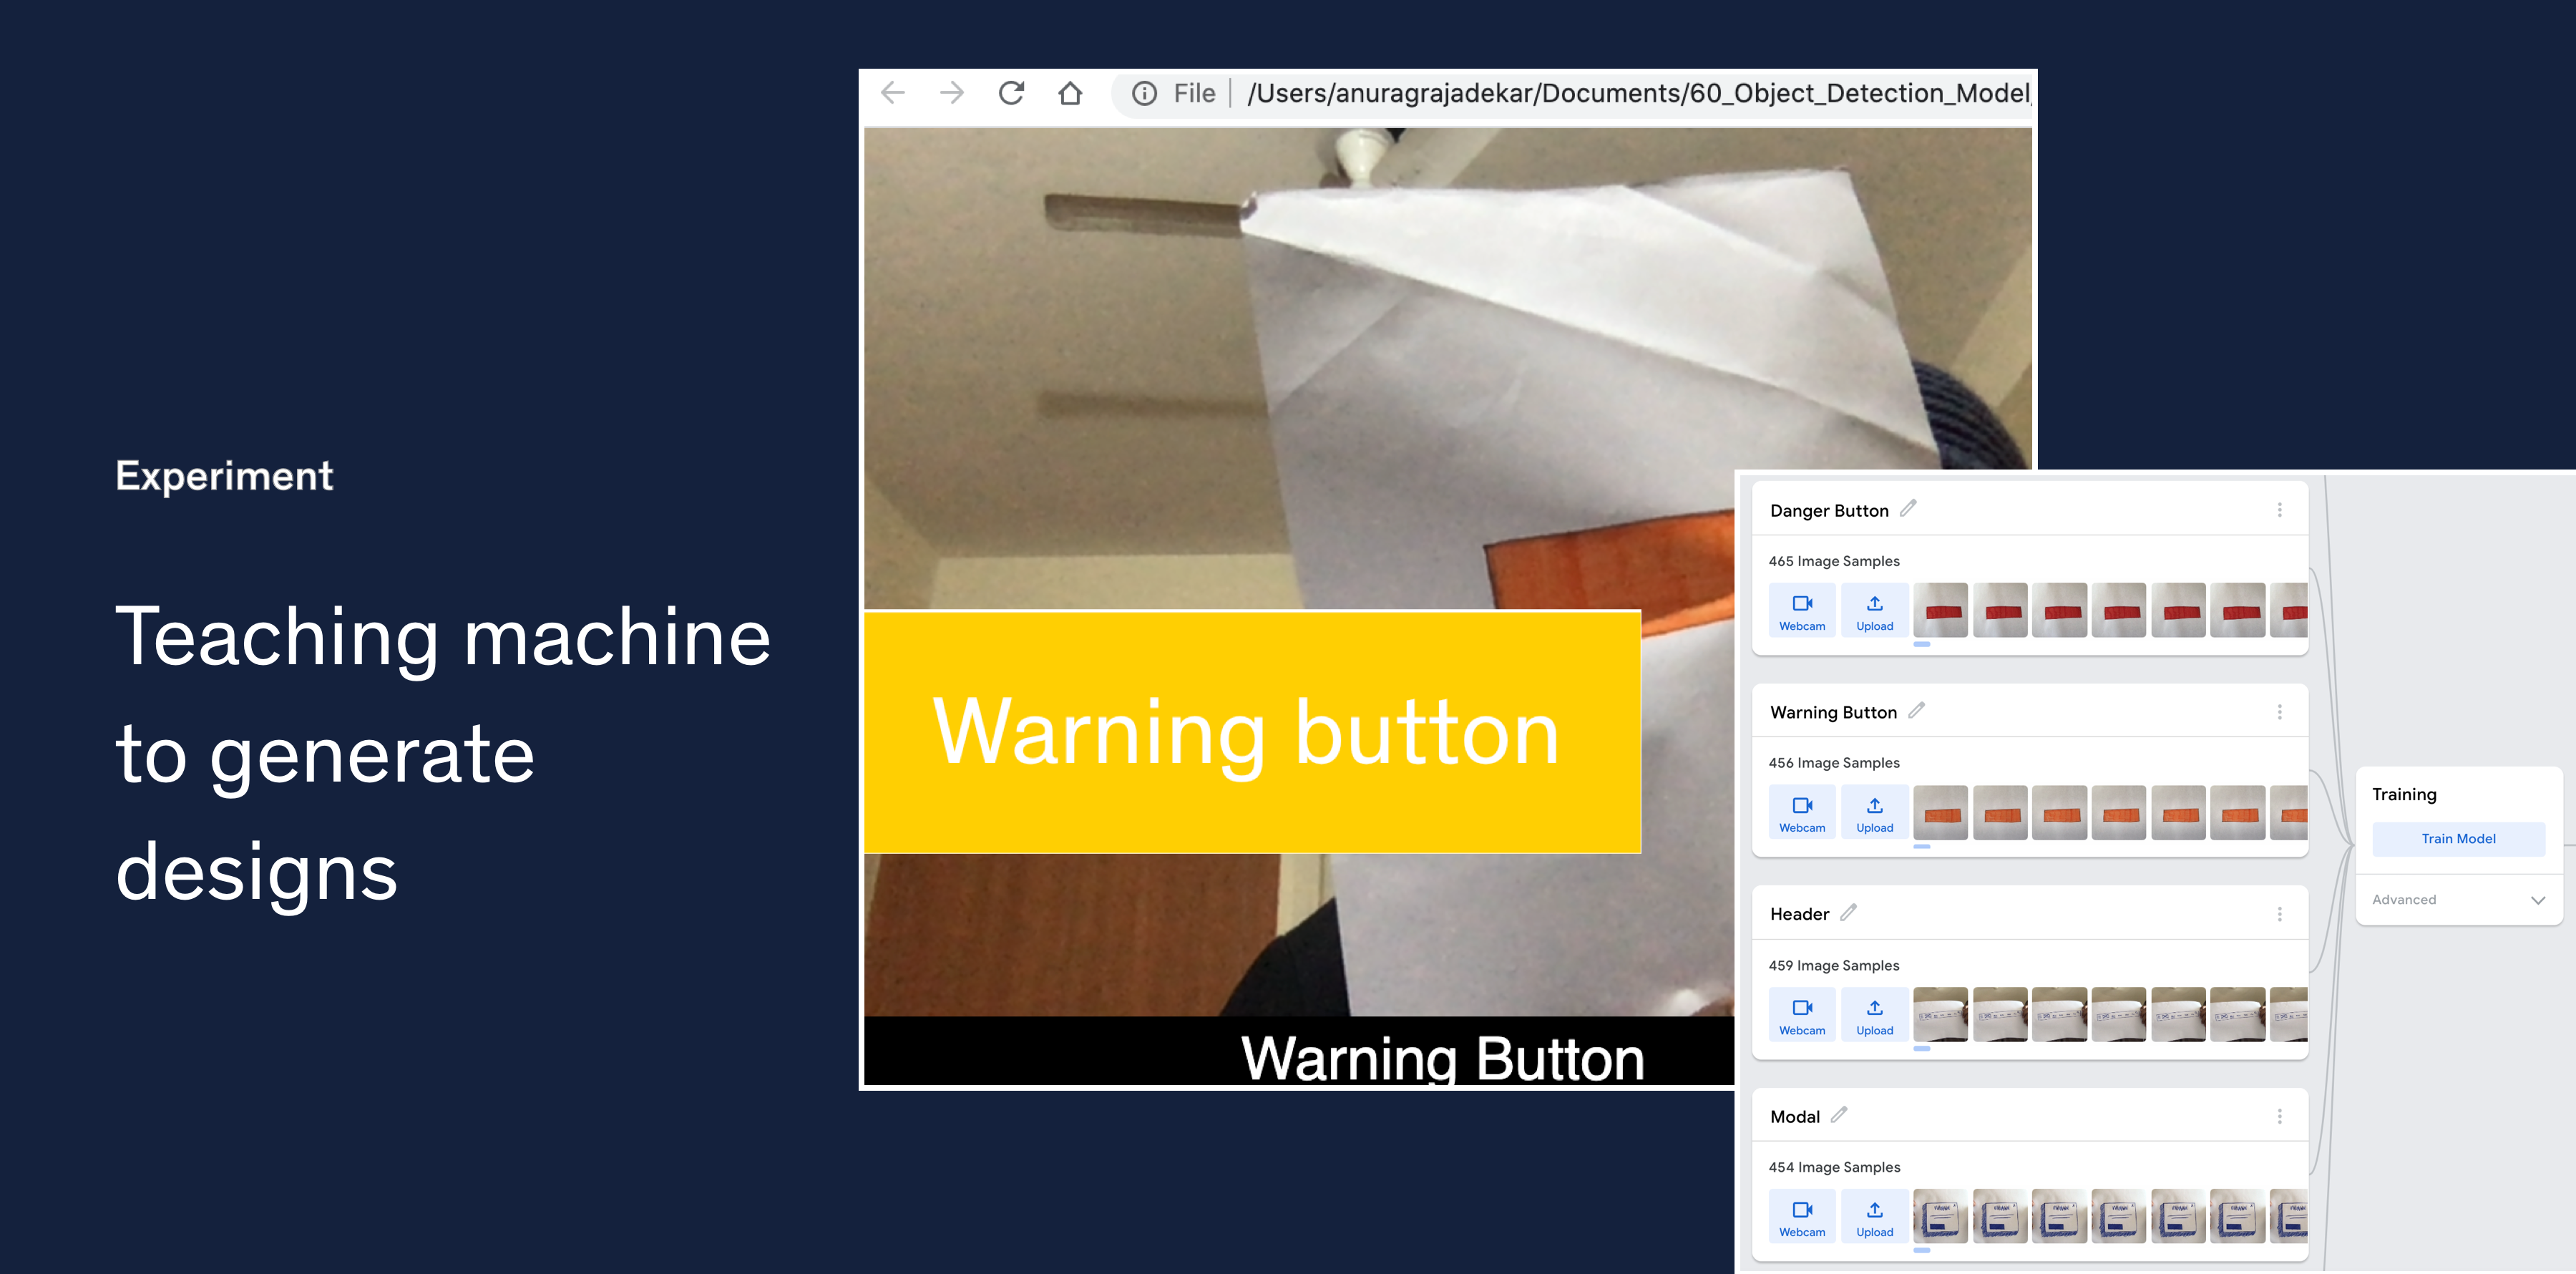 Experiment
Teaching machine
to generate
designs
File
/Users/anuragrajadekar/Documents/60_Object_Detection_Model
Warning button
Warning Button
Danger Button
465 Image Samples
Webcam
Upload
Warning Button
456 Image Samples
Webcam
Upload
Header
459 Image Samples
Webcam
Upload
Modal
454 Image Samples
Webcam
Upload
Training
Train Model
Advanced